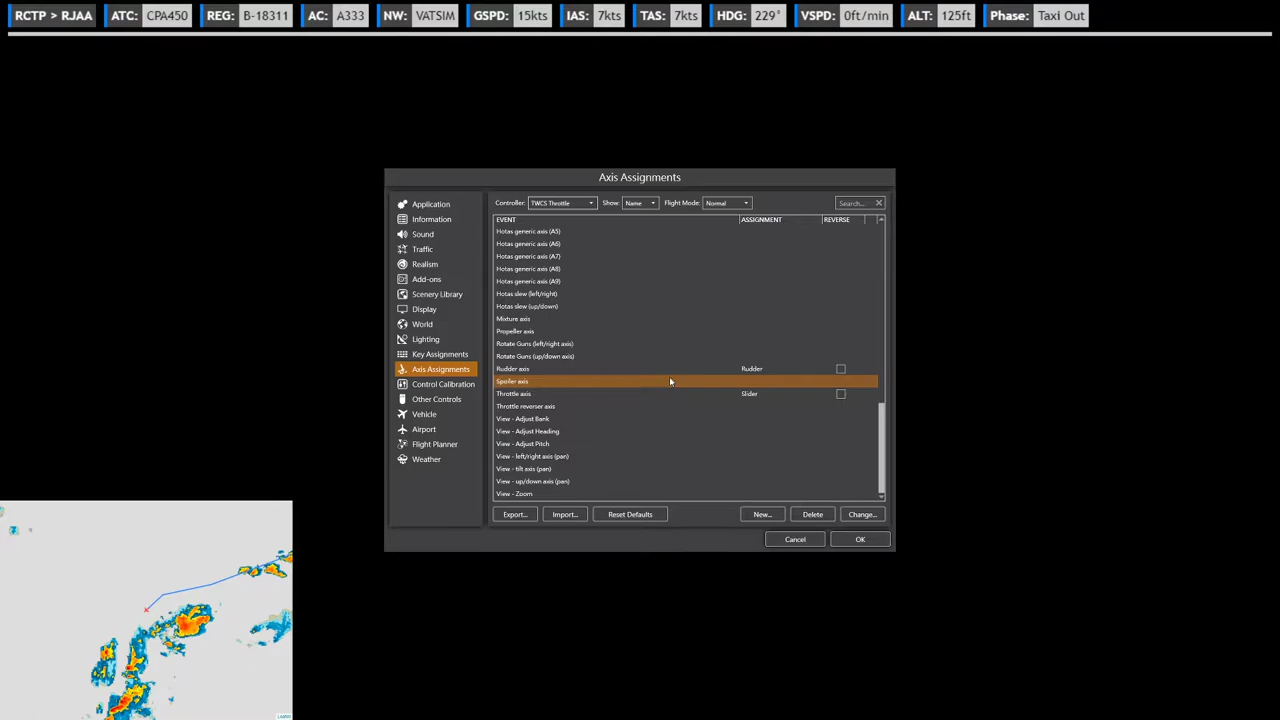 RCTP > RJAA ATC: CPA450 REG: B-18311 AC: A333 NW: VATSIM GSPD: 15kts IAS: 7kts TAS: 7kts HDG: 229° VSPD: 0ft/min ALT: 125ft Phase: Taxi Out
Axis Assignments
Application
Information
Sound
Traffic
Realism
Add-ons
Scenery Library
Display
World
Lighting
Key Assignments
Axis Assignments
Control Calibration
Other Controls
Vehicle
Airport
Flight Planner
Weather
Controller: TWCS Throttle Show: Name Flight Mode: Normal Search...
EVENT ASSIGNMENT REVERSE
Hotas generic axis (A5)
Hotas generic axis (A6)
Hotas generic axis (A7)
Hotas generic axis (A8)
Hotas generic axis (A9)
Hotas slew (left/right)
Hotas slew (up/down)
Mixture axis
Propeller axis
Rotate Guns (left/right axis)
Rotate Guns (up/down axis)
Rudder axis Rudder
Spoiler axis
Throttle axis Slider
Throttle reverser axis
View - Adjust Bank
View - Adjust Heading
View - Adjust Pitch
View - left/right axis (pan)
View - tilt axis (pan)
View - up/down axis (pan)
View - Zoom
Export... Import... Reset Defaults New... Delete Change...
Cancel OK
Leaflet